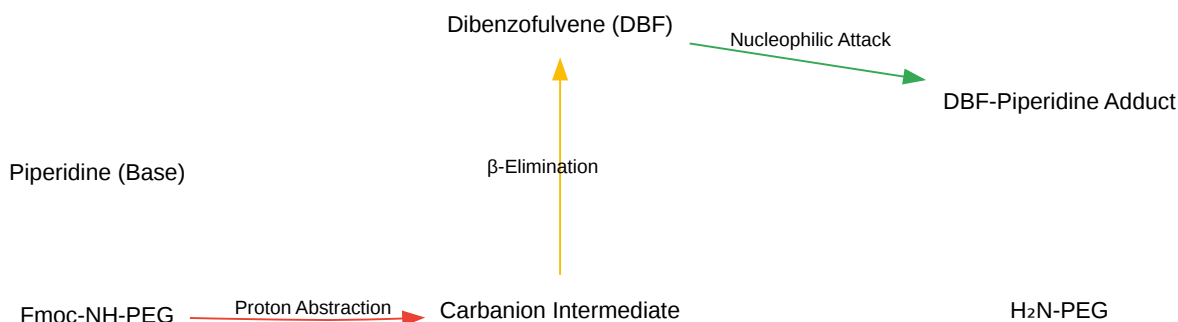 Dibenzofulvene (DBF)
Nucleophilic Attack
DBF-Piperidine Adduct
Piperidine (Base)
β-Elimination
Fmoc-NH-PEG
Proton Abstraction
Carbanion Intermediate
H₂N-PEG